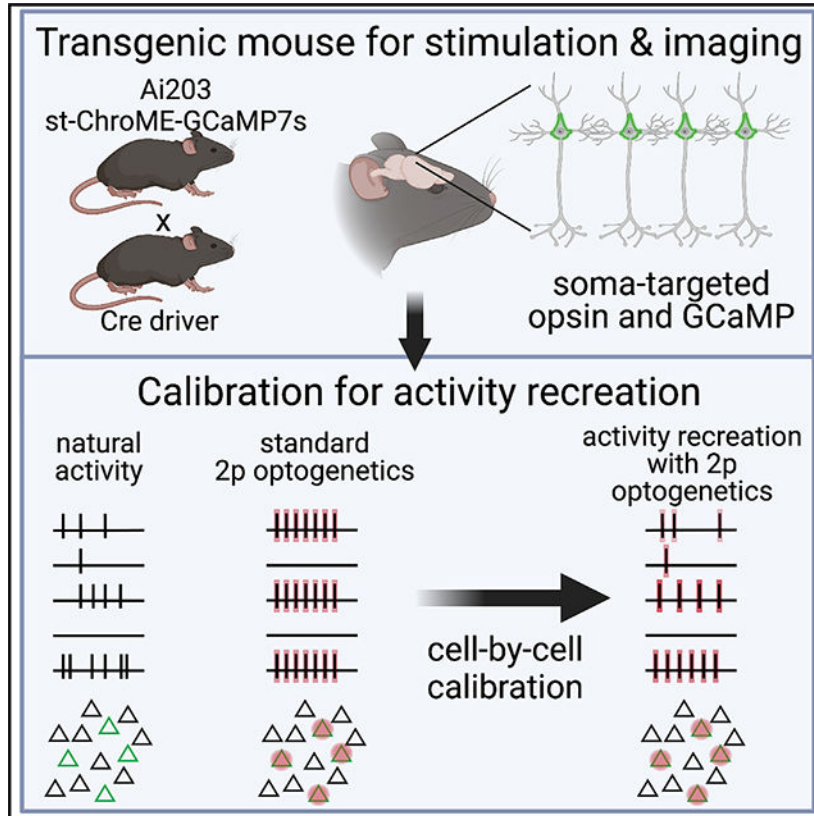 Transgenic mouse for stimulation & imaging
Ai203
st-ChroME-GCaMP7s
x
Cre driver
soma-targeted
opsin and GCaMP
Calibration for activity recreation
natural
activity
standard
2p optogenetics
activity recreation
with 2p
optogenetics
cell-by-cell
calibration